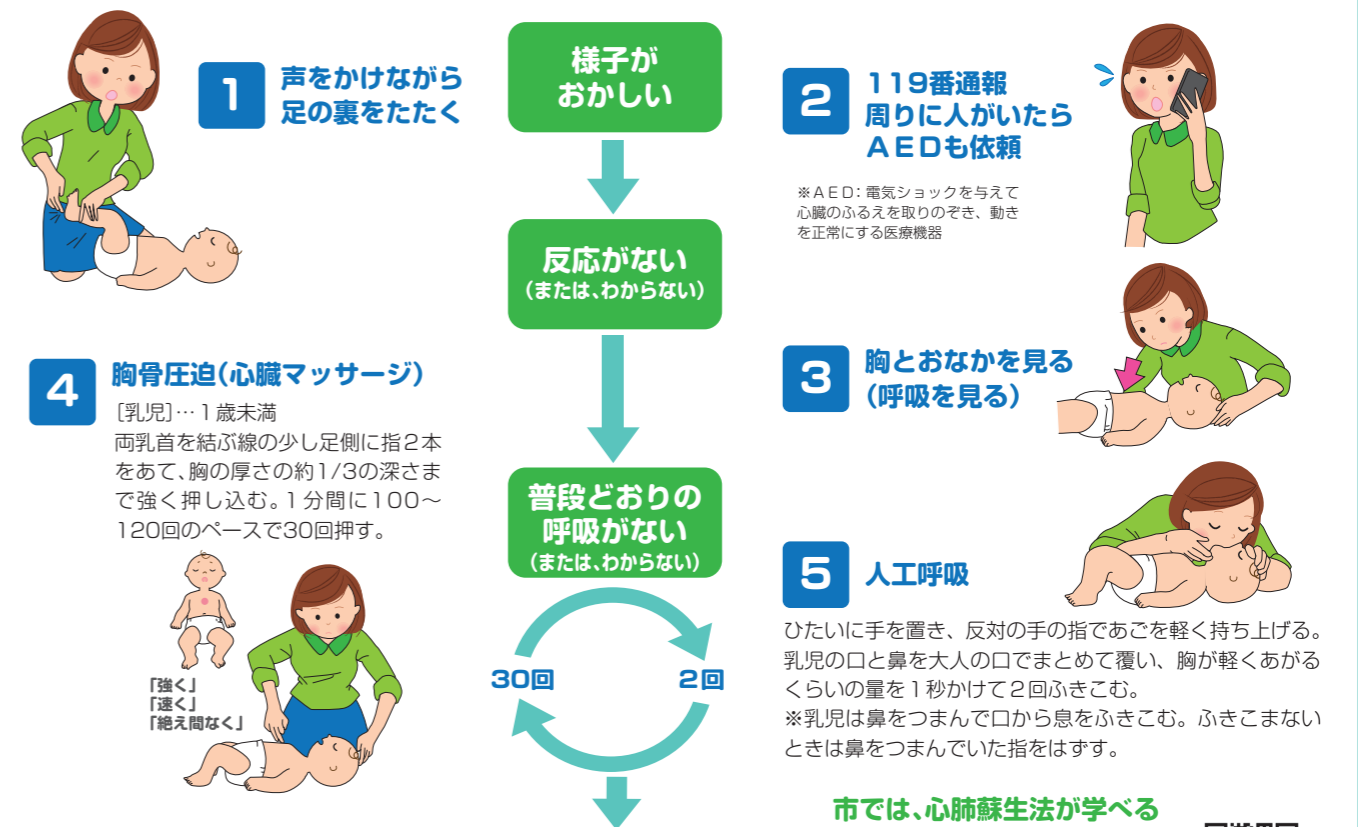 1
声をかけながら
足の裏をたたく
様子が
おかしい
2
119番通報
周りに人がいたら
AEDも依頼
※AED：電気ショックを与えて
心臓のふるえを取りのぞき、動き
を正常にする医療機器
反応がない
（または、わからない）
3
胸とおなかを見る
（呼吸を見る）
4
胸骨圧迫（心臓マッサージ）
［乳児］…１歳未満
両乳首を結ぶ線の少し足側に指２本
をあて、胸の厚さの約1/3の深さま
で強く押し込む。１分間に100〜
120回のペースで30回押す。
「強く」
「速く」
「絶え間なく」
普段どおりの
呼吸がない
（または、わからない）
30回
2回
5
人工呼吸
ひたいに手を置き、反対の手の指であごを軽く持ち上げる。
乳児の口と鼻を大人の口でまとめて覆い、胸が軽くあがる
くらいの量を１秒かけて２回ふきこむ。
※乳児は鼻をつまんで口から息をふきこむ。ふきこまない
ときは鼻をつまんでいた指をはずす。
市では、心肺蘇生法が学べる